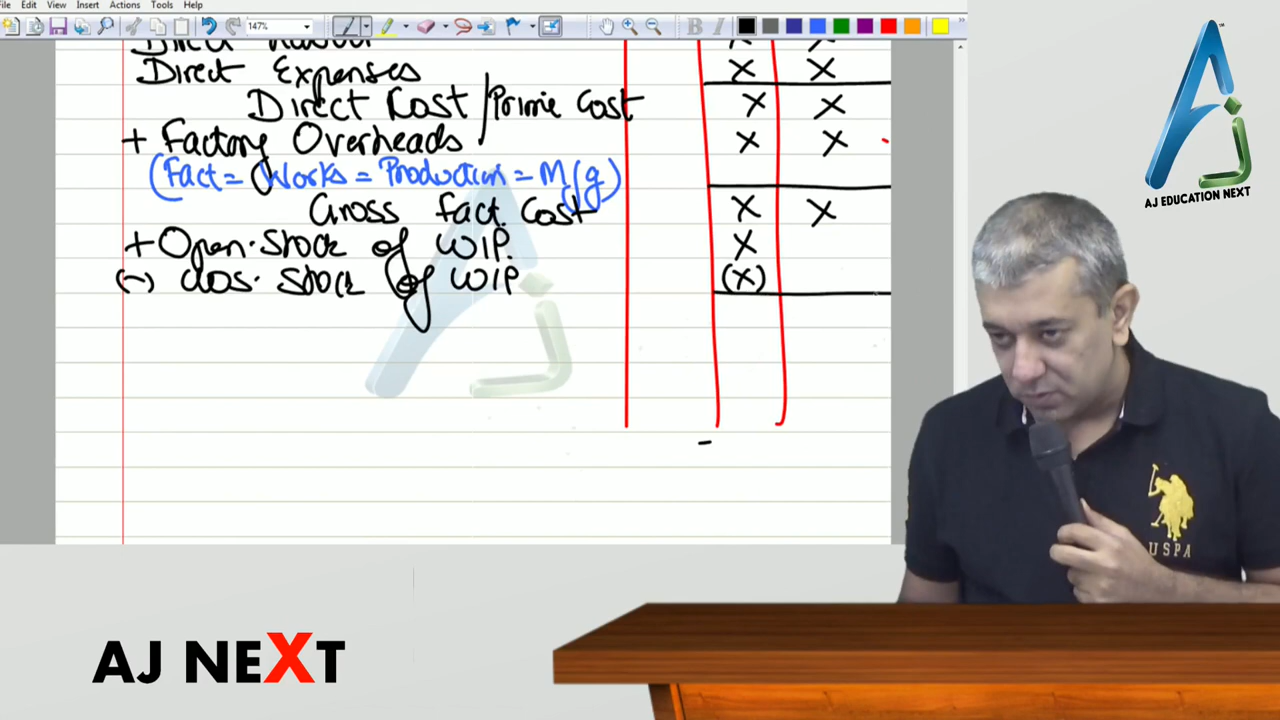 File Edit View Insert Actions Tools Help
147%
B I U
Direct
Direct Expenses X X
Direct Cost / Prime Cost X X
+ Factory Overheads X X
(Fact = Works = Production = M/g)
Gross fact. Cost X X
+ Open. Stock of WIP. X
(-) Clos. Stock of WIP (X)
AJ EDUCATION NEXT
USPA
AJ NEXT